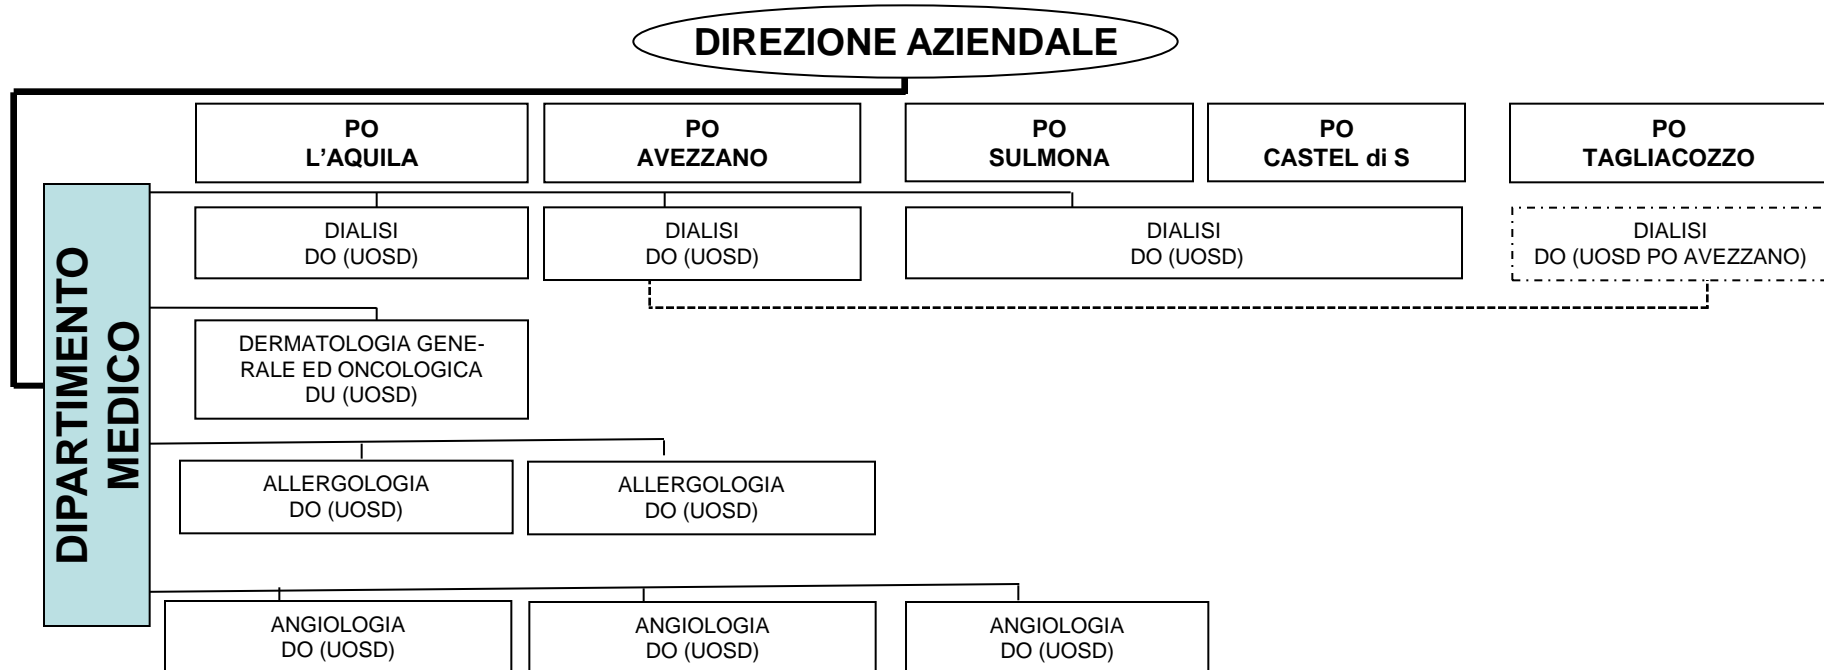 DIREZIONE AZIENDALE
PO
L'AQUILA
PO
AVEZZANO
PO
SULMONA
PO
CASTEL di S
PO
TAGLIACOZZO
DIPARTIMENTO
MEDICO
DIALISI
DO (UOSD)
DIALISI
DO (UOSD)
DIALISI
DO (UOSD)
DIALISI
DO (UOSD PO AVEZZANO)
DERMATOLOGIA GENE-
RALE ED ONCOLOGICA
DU (UOSD)
ALLERGOLOGIA
DO (UOSD)
ALLERGOLOGIA
DO (UOSD)
ANGIOLOGIA
DO (UOSD)
ANGIOLOGIA
DO (UOSD)
ANGIOLOGIA
DO (UOSD)